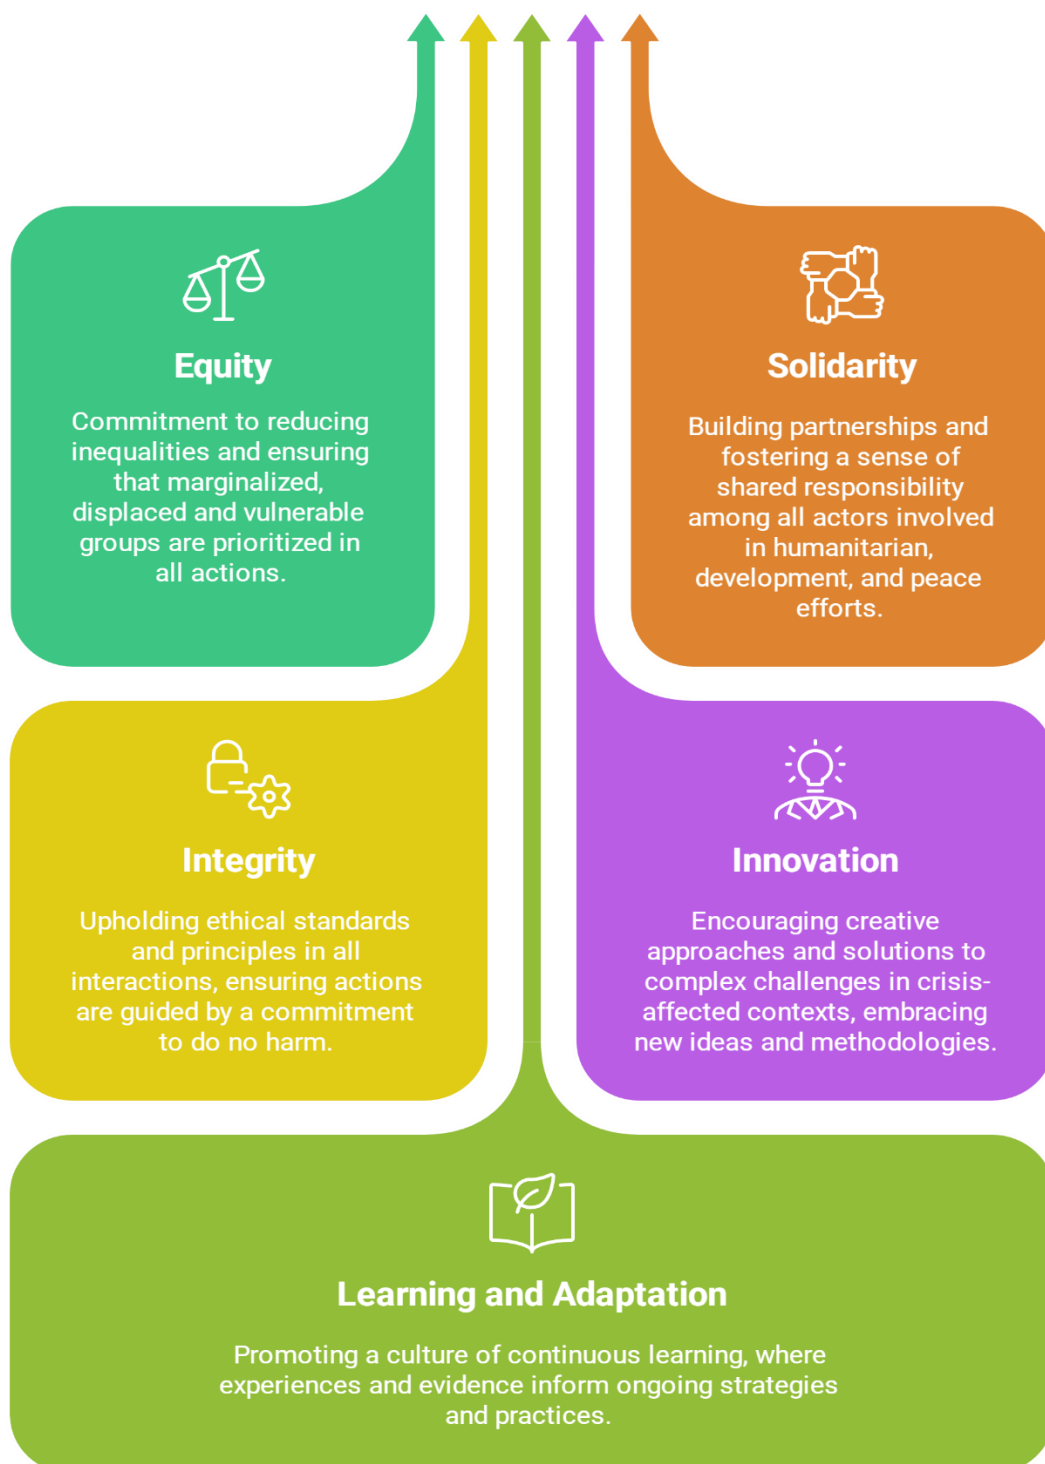 Equity
Commitment to reducing
inequalities and ensuring
that marginalized,
displaced and vulnerable
groups are prioritized in
all actions.
Solidarity
Building partnerships and
fostering a sense of
shared responsibility
among all actors involved
in humanitarian,
development, and peace
efforts.
Integrity
Upholding ethical standards
and principles in all
interactions, ensuring actions
are guided by a commitment
to do no harm.
Innovation
Encouraging creative
approaches and solutions to
complex challenges in crisis-
affected contexts, embracing
new ideas and methodologies.
Learning and Adaptation
Promoting a culture of continuous learning, where
experiences and evidence inform ongoing strategies
and practices.